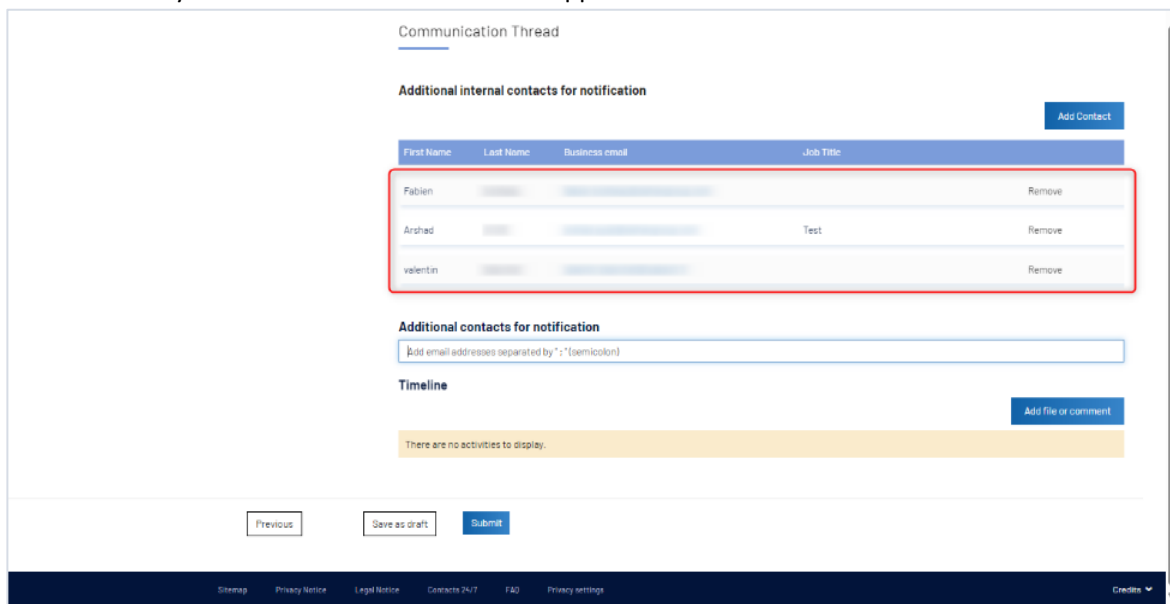 Communication Thread
Additional internal contacts for notification
Add Contact
First Name Last Name Business email Job Title
Fabien Remove
Arshad Test Remove
valentin Remove
Additional contacts for notification
Add email addresses separated by " ; " (semicolon)
Timeline
Add file or comment
There are no activities to display.
Previous Save as draft Submit
Sitemap Privacy Notice Legal Notice Contacts 24/7 FAQ Privacy settings Credits